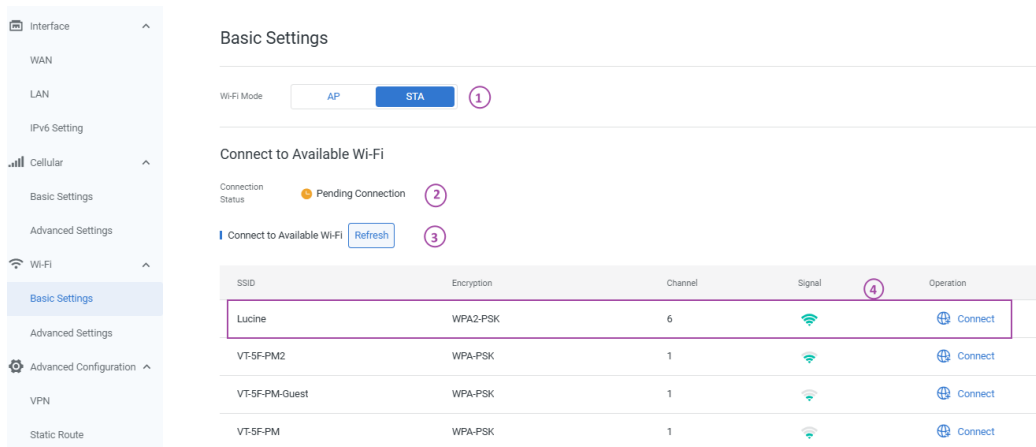 Interface
WAN
LAN
IPv6 Setting
Cellular
Basic Settings
Advanced Settings
Wi-Fi
Basic Settings
Advanced Settings
Advanced Configuration
VPN
Static Route
Basic Settings
Wi-Fi Mode AP STA 1
Connect to Available Wi-Fi
Connection
Status
Pending Connection 2
Connect to Available Wi-Fi Refresh 3
SSID Encryption Channel Signal 4 Operation
Lucine WPA2-PSK 6 Connect
VT-5F-PM2 WPA-PSK 1 Connect
VT-5F-PM-Guest WPA-PSK 1 Connect
VT-5F-PM WPA-PSK 1 Connect